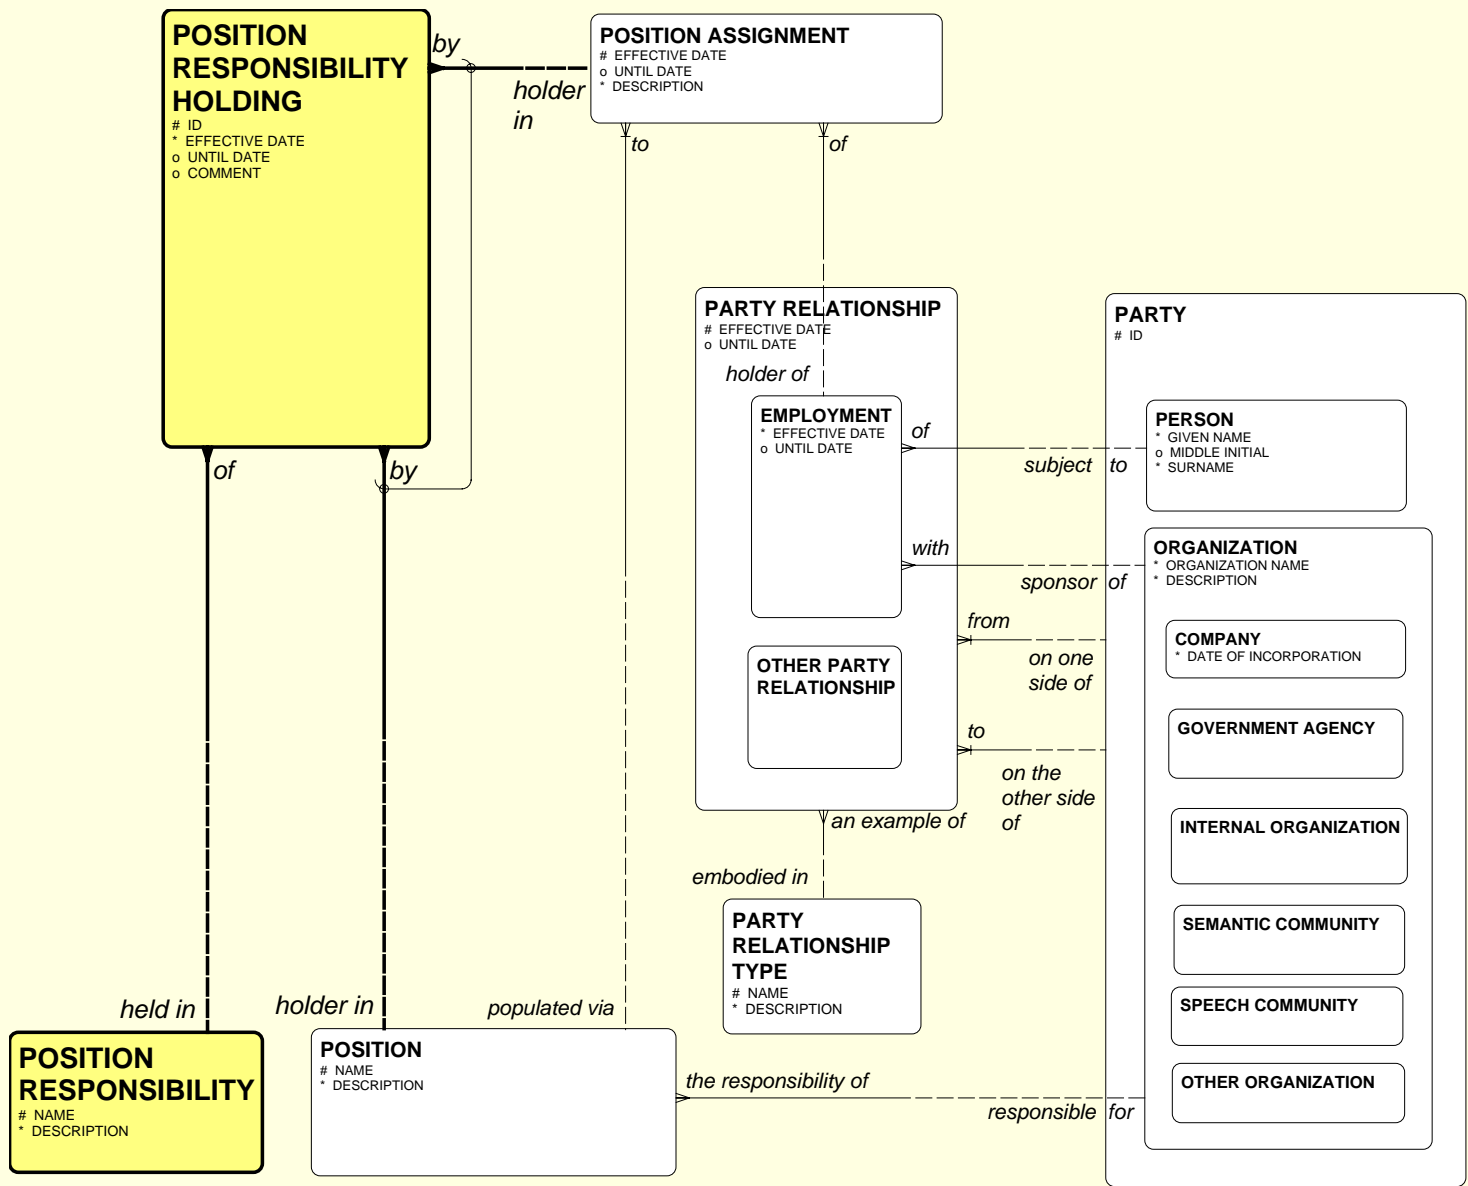 POSITION
RESPONSIBILITY
HOLDING
# ID
* EFFECTIVE DATE
o UNTIL DATE
o COMMENT
by
holder
in
POSITION ASSIGNMENT
# EFFECTIVE DATE
o UNTIL DATE
* DESCRIPTION
to
of
PARTY RELATIONSHIP
# EFFECTIVE DATE
o UNTIL DATE
holder of
EMPLOYMENT
* EFFECTIVE DATE
o UNTIL DATE
of
subject to
with
sponsor of
from
on one
side of
OTHER PARTY
RELATIONSHIP
to
on the
other side
of
an example of
embodied in
PARTY
RELATIONSHIP
TYPE
# NAME
* DESCRIPTION
PARTY
# ID
PERSON
* GIVEN NAME
o MIDDLE INITIAL
* SURNAME
ORGANIZATION
* ORGANIZATION NAME
* DESCRIPTION
COMPANY
* DATE OF INCORPORATION
GOVERNMENT AGENCY
INTERNAL ORGANIZATION
SEMANTIC COMMUNITY
SPEECH COMMUNITY
OTHER ORGANIZATION
of
by
held in
holder in
populated via
POSITION
RESPONSIBILITY
# NAME
* DESCRIPTION
POSITION
# NAME
* DESCRIPTION
the responsibility of
responsible for